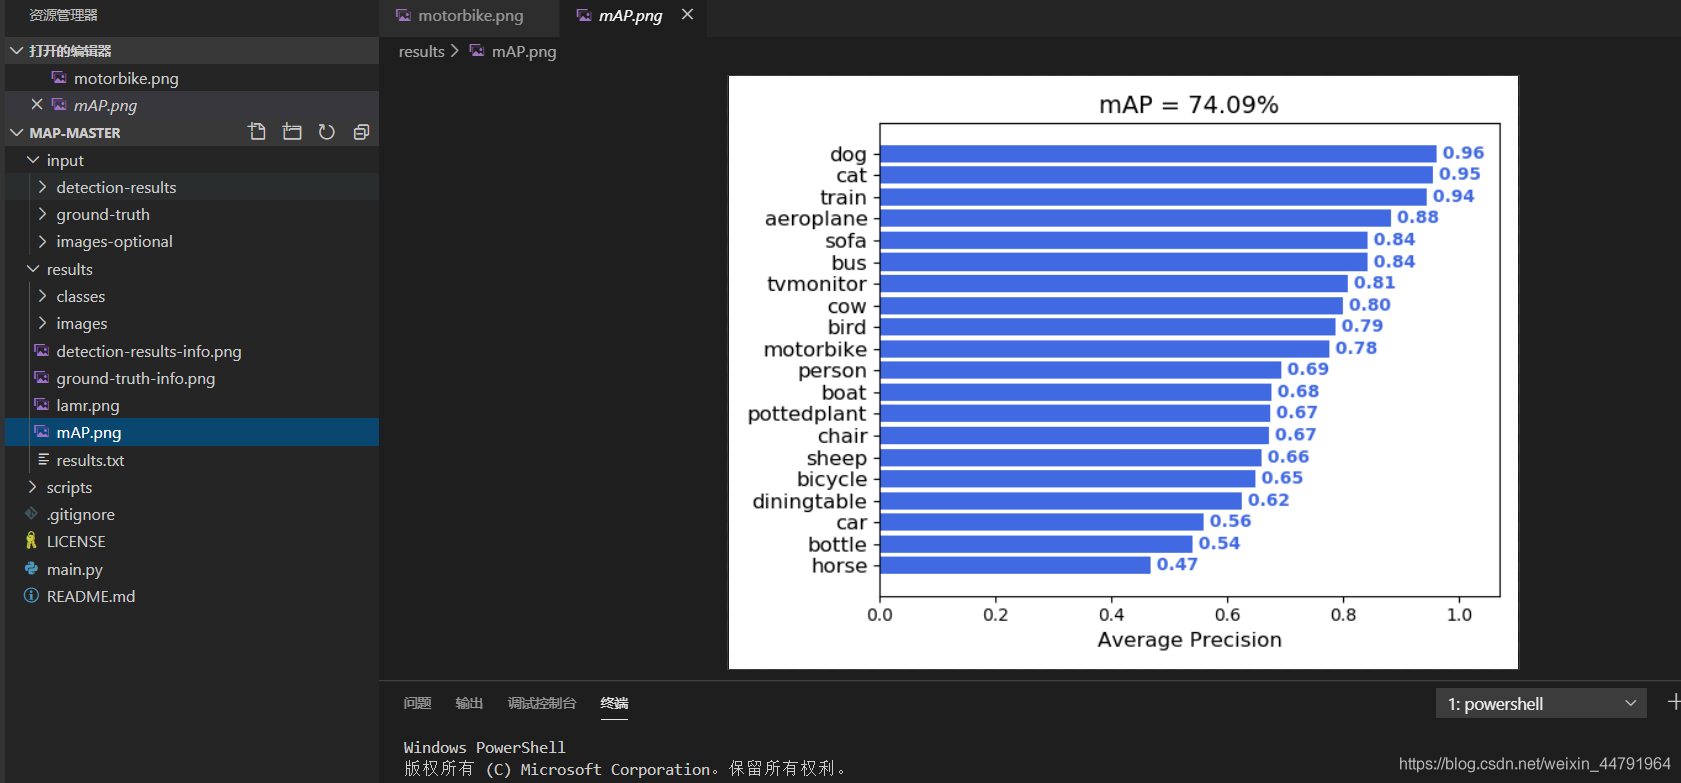 资源管理器
打开的编辑器
motorbike.png
mAP.png
MAP-MASTER
input
detection-results
ground-truth
images-optional
results
classes
images
detection-results-info.png
ground-truth-info.png
lamr.png
mAP.png
results.txt
scripts
.gitignore
LICENSE
main.py
README.md
motorbike.png
mAP.png
results
mAP.png
mAP = 74.09%
dog 0.96
cat 0.95
train 0.94
aeroplane 0.88
sofa 0.84
bus 0.84
tvmonitor 0.81
cow 0.80
bird 0.79
motorbike 0.78
person 0.69
boat 0.68
pottedplant 0.67
chair 0.67
sheep 0.66
bicycle 0.65
diningtable 0.62
car 0.56
bottle 0.54
horse 0.47
0.0 0.2 0.4 0.6 0.8 1.0
Average Precision
问题 输出 调试控制台 终端
1: powershell
Windows PowerShell
版权所有 (C) Microsoft Corporation。保留所有权利。
https://blog.csdn.net/weixin_44791964